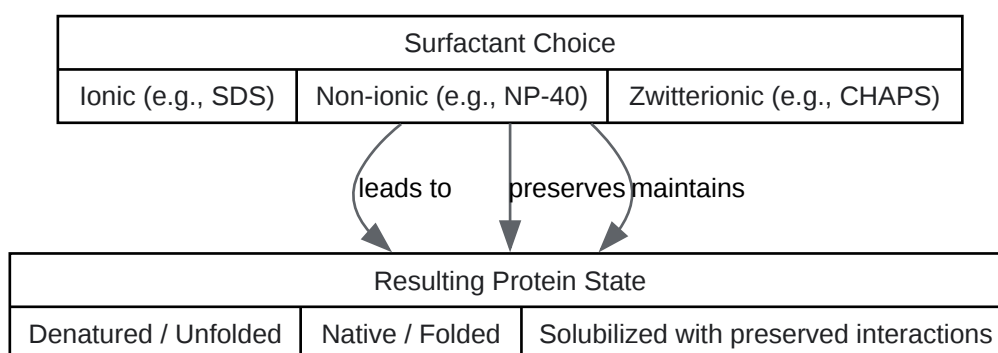 Surfactant Choice
Ionic (e.g., SDS) Non-ionic (e.g., NP-40) Zwitterionic (e.g., CHAPS)
leads to preserves maintains
Resulting Protein State
Denatured / Unfolded Native / Folded Solubilized with preserved interactions